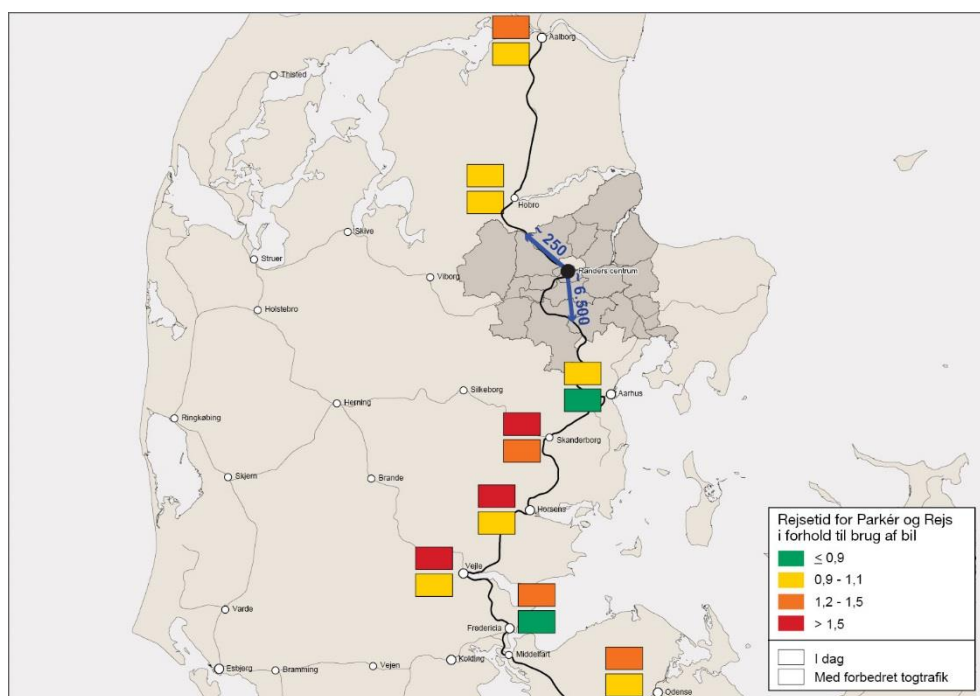 Aalborg
Thisted
Hobro
Skive
Struer
~ 250
Randers centrum
Viborg
~ 6.500
Holstebro
Silkeborg
Aarhus
Herning
Ringkøbing
Skanderborg
Skjern
Brande
Horsens
Rejsetid for Parkér og Rejs
i forhold til brug af bil
≤ 0,9
0,9 - 1,1
1,2 - 1,5
> 1,5
I dag
Med forbedret togtrafik
Vejle
Varde
Fredericia
Middelfart
Kolding
Esbjerg
Bramming
Vejen
Odense